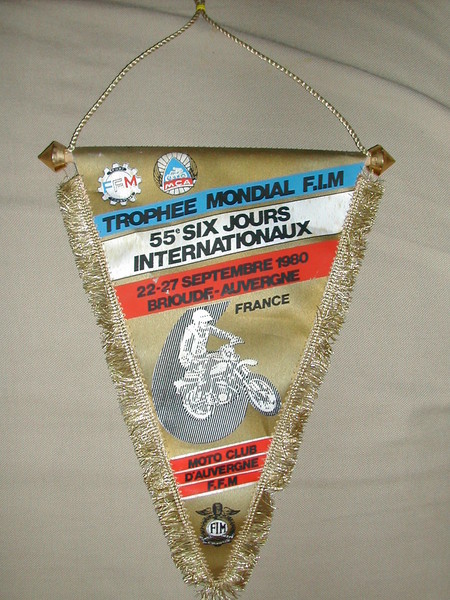 FFM
MCA
TROPHEE MONDIAL F.I.M
55e SIX JOURS
INTERNATIONAUX
22-27 SEPTEMBRE 1980
BRIOUDE-AUVERGNE
FRANCE
MOTO CLUB
D'AUVERGNE
F.F.M
FIM